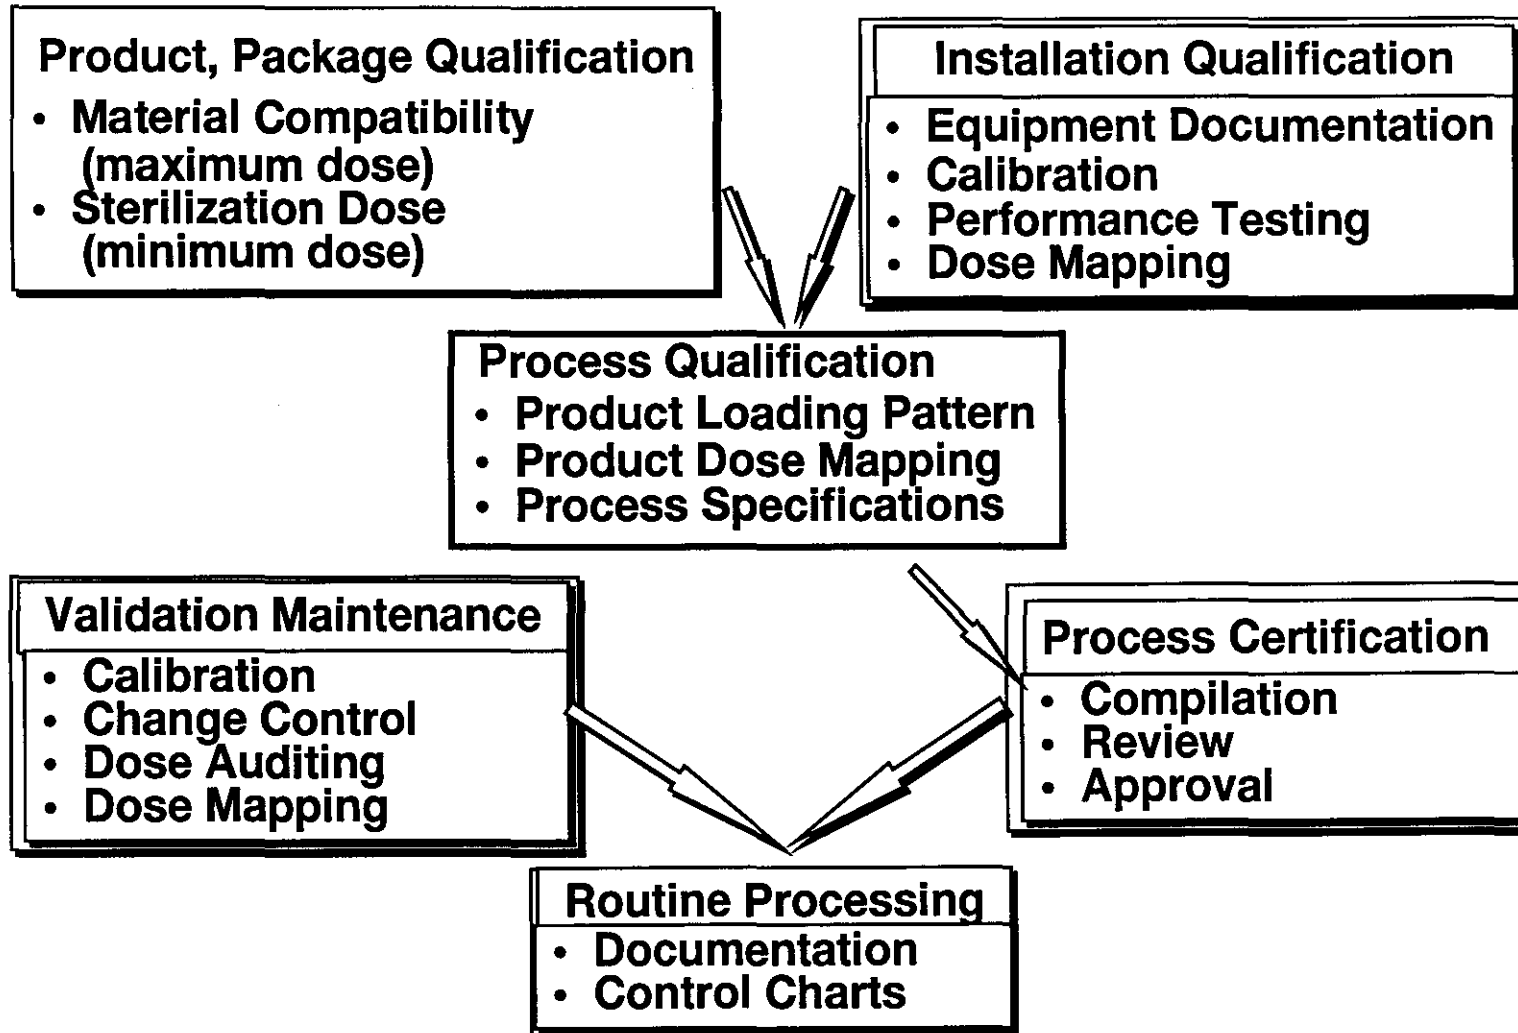 Product, Package Qualification
• Material Compatibility
(maximum dose)
• Sterilization Dose
(minimum dose)
Installation Qualification
• Equipment Documentation
• Calibration
• Performance Testing
• Dose Mapping
Process Qualification
• Product Loading Pattern
• Product Dose Mapping
• Process Specifications
Validation Maintenance
• Calibration
• Change Control
• Dose Auditing
• Dose Mapping
Process Certification
• Compilation
• Review
• Approval
Routine Processing
• Documentation
• Control Charts